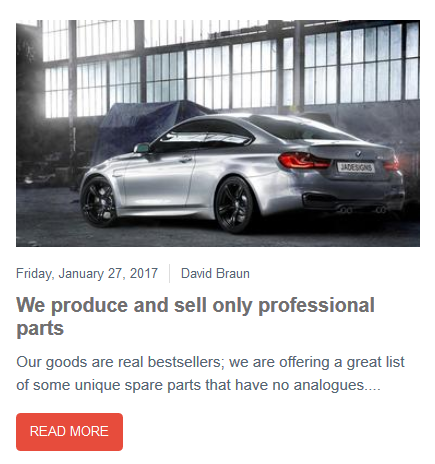 JADESIGNS
Friday, January 27, 2017 David Braun
We produce and sell only professional
parts
Our goods are real bestsellers; we are offering a great list
of some unique spare parts that have no analogues....
READ MORE